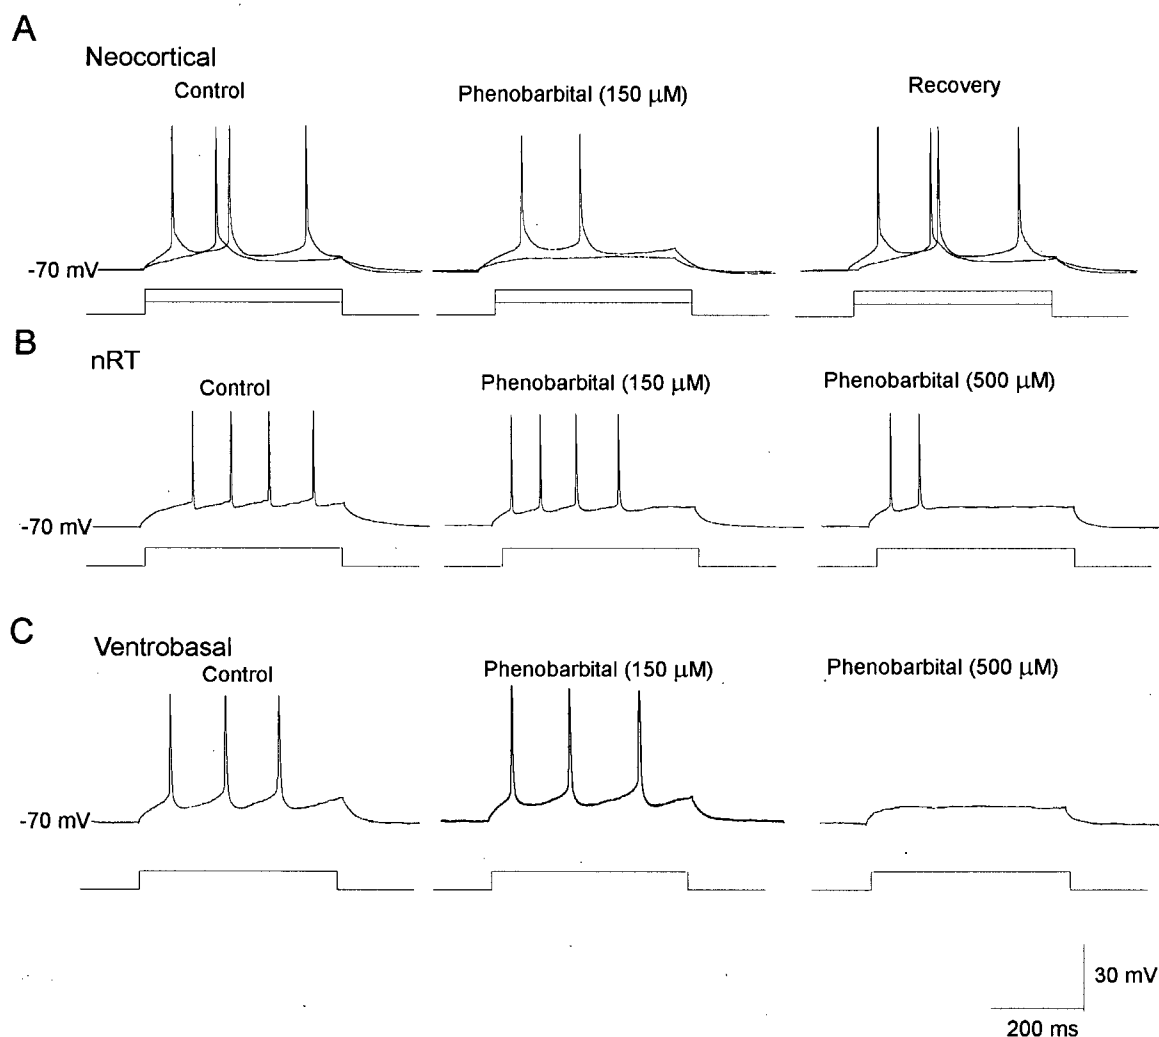 A
Neocortical
Control
Phenobarbital (150 μM)
Recovery
-70 mV
B
nRT
Control
Phenobarbital (150 μM)
Phenobarbital (500 μM)
-70 mV
C
Ventrobasal
Control
Phenobarbital (150 μM)
Phenobarbital (500 μM)
-70 mV
30 mV
200 ms